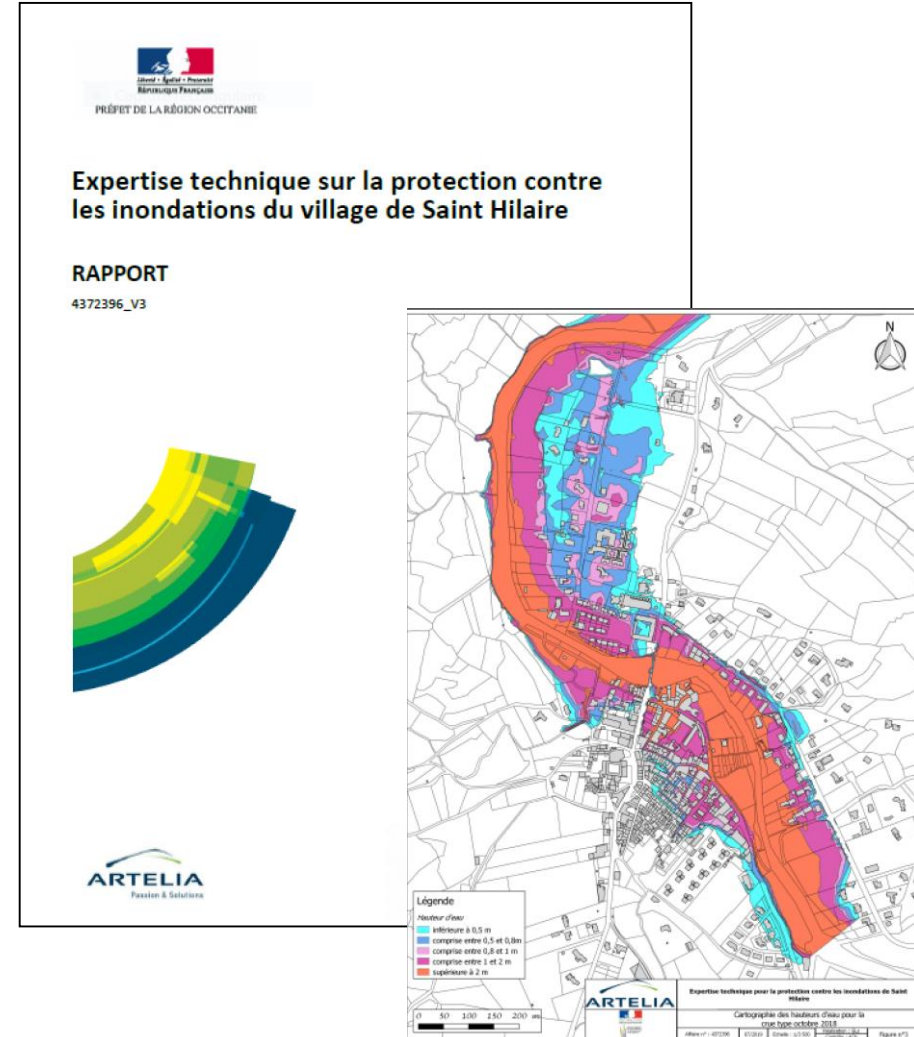 Liberté • Égalité • Fraternité
RÉPUBLIQUE FRANÇAISE
PRÉFET DE LA RÉGION OCCITANIE
Expertise technique sur la protection contre
les inondations du village de Saint Hilaire
RAPPORT
4372396_V3
ARTELIA
Passion & Solutions
N
Légende
Hauteur d'eau
inférieure à 0,5 m
comprise entre 0,5 et 0,8m
comprise entre 0,8 et 1 m
comprise entre 1 et 2 m
supérieure à 2 m
0 50 100 150 200 m
ARTELIA
Expertise technique pour la protection contre les inondations de Saint
Hilaire
Cartographie des hauteurs d'eau pour la
crue type octobre 2018
Affaire n° : 4372396
Figure n°3